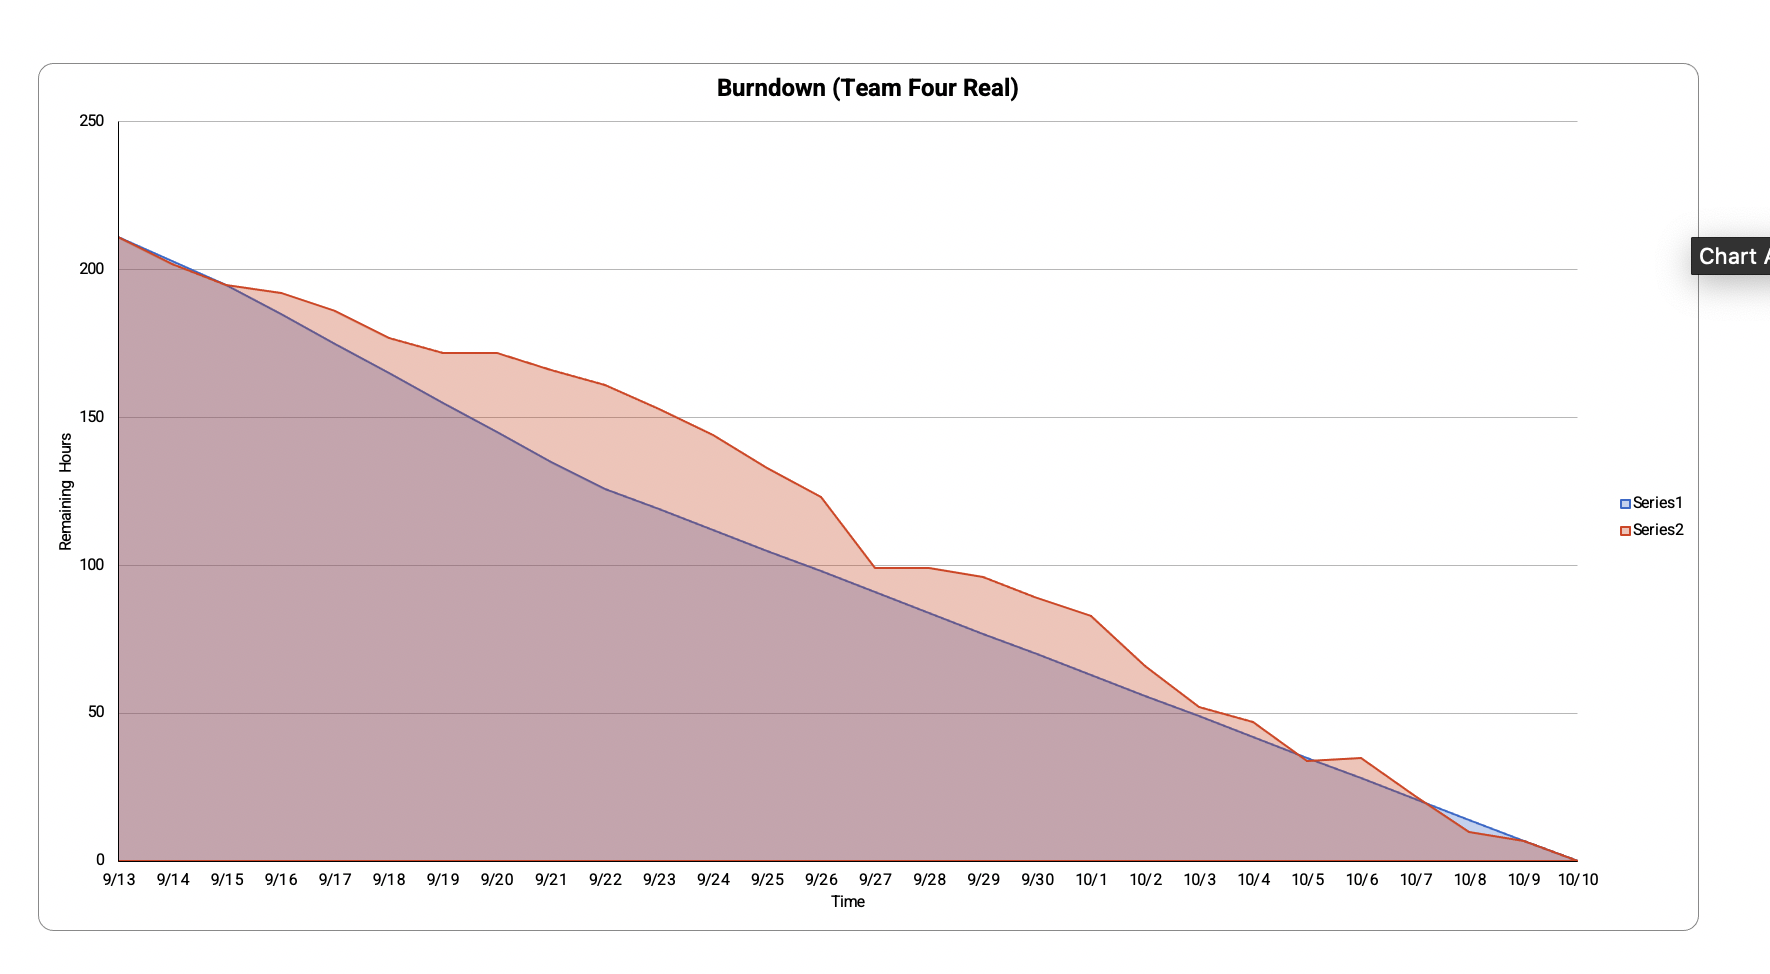 Burndown (Team Four Real)
250
200
150
100
50
0
Remaining Hours
9/13 9/14 9/15 9/16 9/17 9/18 9/19 9/20 9/21 9/22 9/23 9/24 9/25 9/26 9/27 9/28 9/29 9/30 10/1 10/2 10/3 10/4 10/5 10/6 10/7 10/8 10/9 10/10
Time
Series1
Series2
Chart